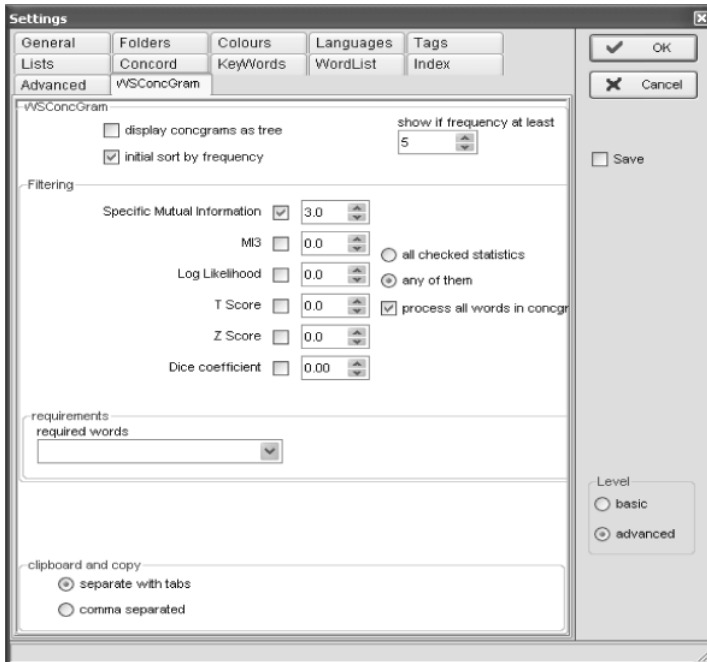 Settings
General Folders Colours Languages Tags
Lists Concord KeyWords WordList Index
Advanced WSConcGram
WSConcGram
display concgrams as tree
show if frequency at least
5
initial sort by frequency
Filtering
Specific Mutual Information 3.0
MI3 0.0
all checked statistics
Log Likelihood 0.0
any of them
T Score 0.0
process all words in concgr
Z Score 0.0
Dice coefficient 0.00
requirements
required words
clipboard and copy
separate with tabs
comma separated
OK
Cancel
Save
Level
basic
advanced